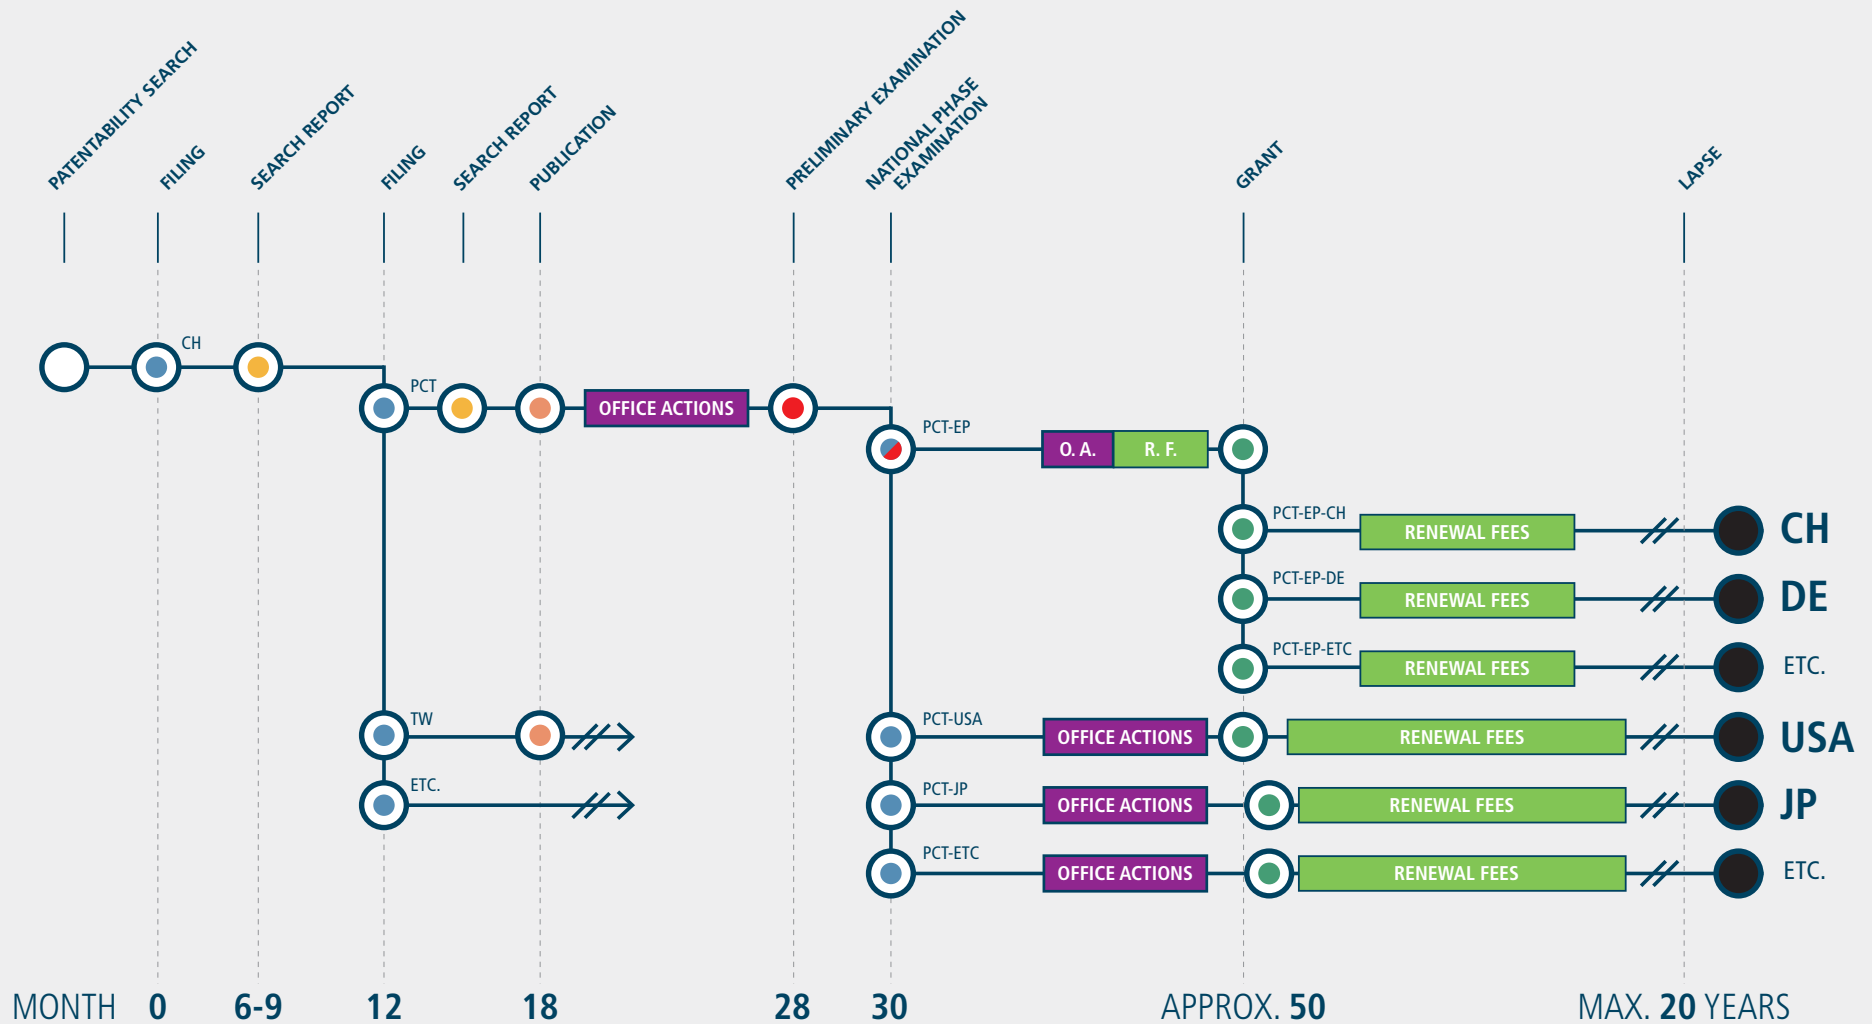 PATENTABILITY SEARCH
FILING
SEARCH REPORT
FILING
SEARCH REPORT
PUBLICATION
PRELIMINARY EXAMINATION
NATIONAL PHASE
EXAMINATION
GRANT
LAPSE
CH
PCT
OFFICE ACTIONS
PCT-EP
O. A.
R. F.
PCT-EP-CH
RENEWAL FEES
CH
PCT-EP-DE
RENEWAL FEES
DE
PCT-EP-ETC
RENEWAL FEES
ETC.
TW
PCT-USA
OFFICE ACTIONS
RENEWAL FEES
USA
ETC.
PCT-JP
OFFICE ACTIONS
RENEWAL FEES
JP
PCT-ETC
OFFICE ACTIONS
RENEWAL FEES
ETC.
MONTH 0 6-9 12 18 28 30 APPROX. 50 MAX. 20 YEARS